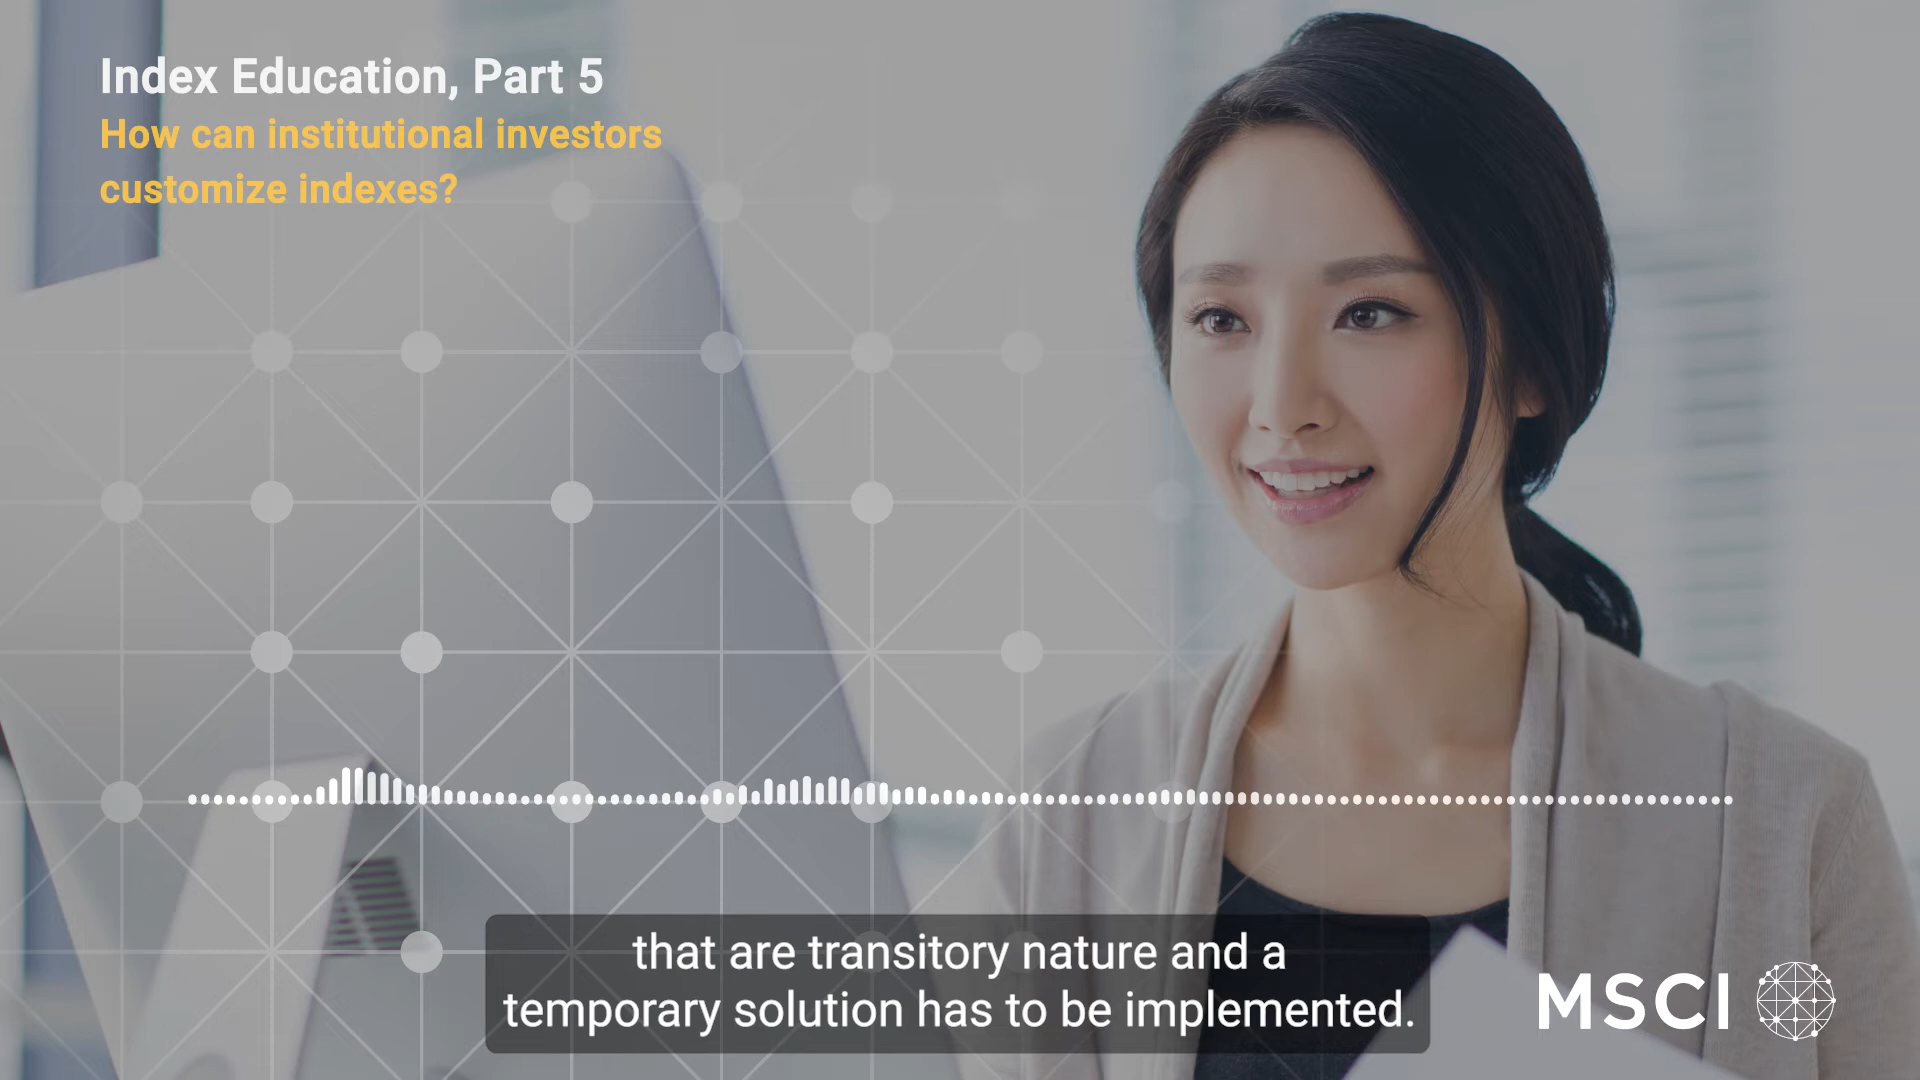 Index Education, Part 5
How can institutional investors
customize indexes?
that are transitory nature and a
temporary solution has to be implemented.
MSCI